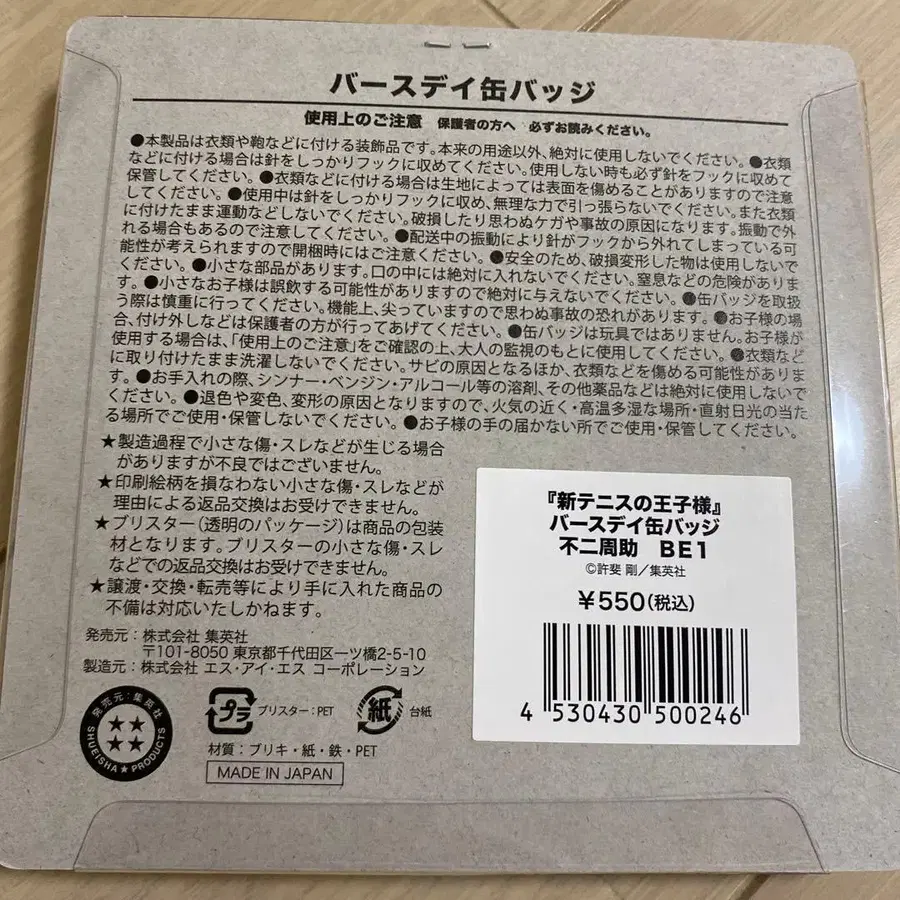 バースデイ缶バッジ
使用上のご注意 保護者の方へ 必ずお読みください。
●本製品は衣類や鞄などに付ける装飾品です。本来の用途以外、絶対に使用しないでください。●衣類
などに付ける場合は針をしっかりフックに収めてください。使用しない時も必ず針をフックに収めて
保管してください。●衣類などに付ける場合は生地によっては表面を傷めることがありますので注意
してください。●使用中は針をしっかりフックに収め、無理な力で引っ張らないでください。また衣類
に付けたまま運動などしないでください。破損したり思わぬケガや事故の原因になります。振動で外
れる場合もあるので注意してください。●配送中の振動により針がフックから外れてしまっている可
能性が考えられますので開梱時にはご注意ください。●安全のため、破損変形した物は使用しないで
ください。●小さな部品があります。口の中には絶対に入れないでください。窒息などの危険がありま
す。●小さなお子様は誤飲する可能性がありますので絶対に与えないでください。●缶バッジを取扱
う際は慎重に行ってください。機能上、尖っていますので思わぬ事故の恐れがあります。●お子様の場
合、付け外しなどは保護者の方が行ってあげてください。●缶バッジは玩具ではありません。お子様が
使用する場合は、「使用上のご注意」をご確認の上、大人の監視のもとに使用してください。●衣類など
に取り付けたまま洗濯しないでください。サビの原因となるほか、衣類などを傷める可能性がありま
す。●お手入れの際、シンナー・ベンジン・アルコール等の溶剤、その他薬品などは絶対に使用しないで
ください。●退色や変色、変形の原因となりますので、火気の近く・高温多湿な場所・直射日光の当た
る場所でご使用・保管しないでください。●お子様の手の届かない所でご使用・保管してください。
★製造過程で小さな傷・スレなどが生じる場合
がありますが不良ではございません。
★印刷絵柄を損なわない小さな傷・スレなどが
理由による返品交換はお受けできません。
★ブリスター(透明のパッケージ)は商品の包装
材となります。ブリスターの小さな傷・スレ
などでの返品交換はお受けできません。
★譲渡・交換・転売等により手に入れた商品の
不備は対応いたしかねます。
発売元：株式会社 集英社
〒101-8050 東京都千代田区一ツ橋2-5-10
製造元：株式会社 エス・アイ・エス コーポレーション
発売元：集英社
SHUEISHA★PRODUCTS
プラ ブリスター：PET
紙 台紙
材質：ブリキ・紙・鉄・PET
MADE IN JAPAN
『新テニスの王子様』
バースデイ缶バッジ
不二周助 BE1
©許斐 剛／集英社
¥550(税込)
4 530430 500246